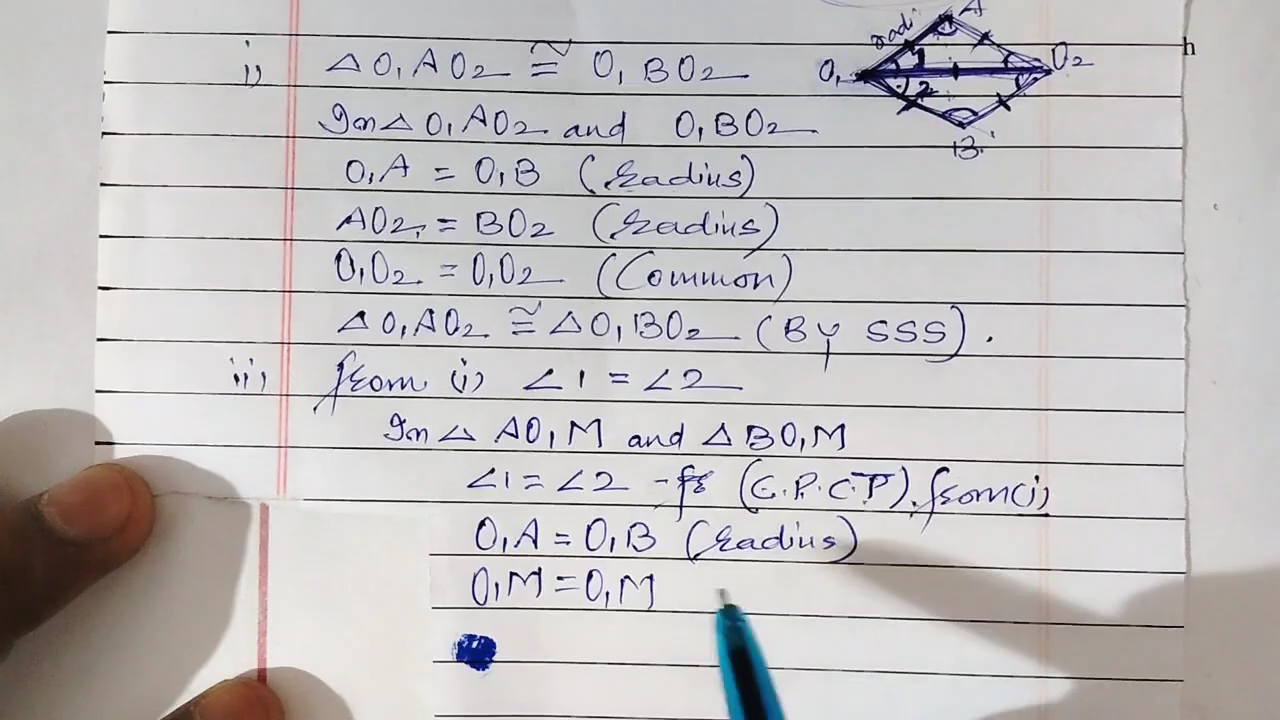 radi A
O₁ 1 2 O₂
B
h
i) △O₁AO₂ ≅ O₁BO₂
In △ O₁AO₂ and O₁BO₂
O₁A = O₁B (radius)
AO₂ = BO₂ (radius)
O₁O₂ = O₁O₂ (Common)
△O₁AO₂ ≅ △O₁BO₂ (By SSS).
ii) from (i) ∠1 = ∠2
In △ AO₁M and △BO₁M
∠1 = ∠2 - fr (C.P.C.T). from (i)
O₁A = O₁B (radius)
O₁M = O₁M